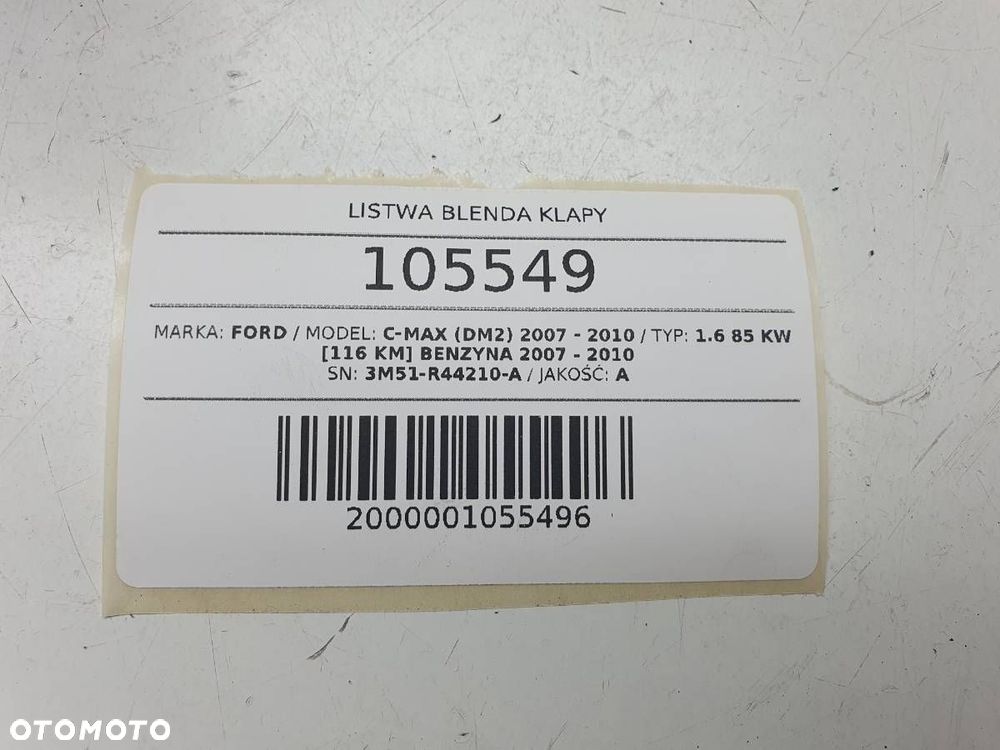 LISTWA BLENDA KLAPY
105549
MARKA: FORD / MODEL: C-MAX (DM2) 2007 - 2010 / TYP: 1.6 85 KW
[116 KM] BENZYNA 2007 - 2010
SN: 3M51-R44210-A / JAKOŚĆ: A
2000001055496
OTOMOTO